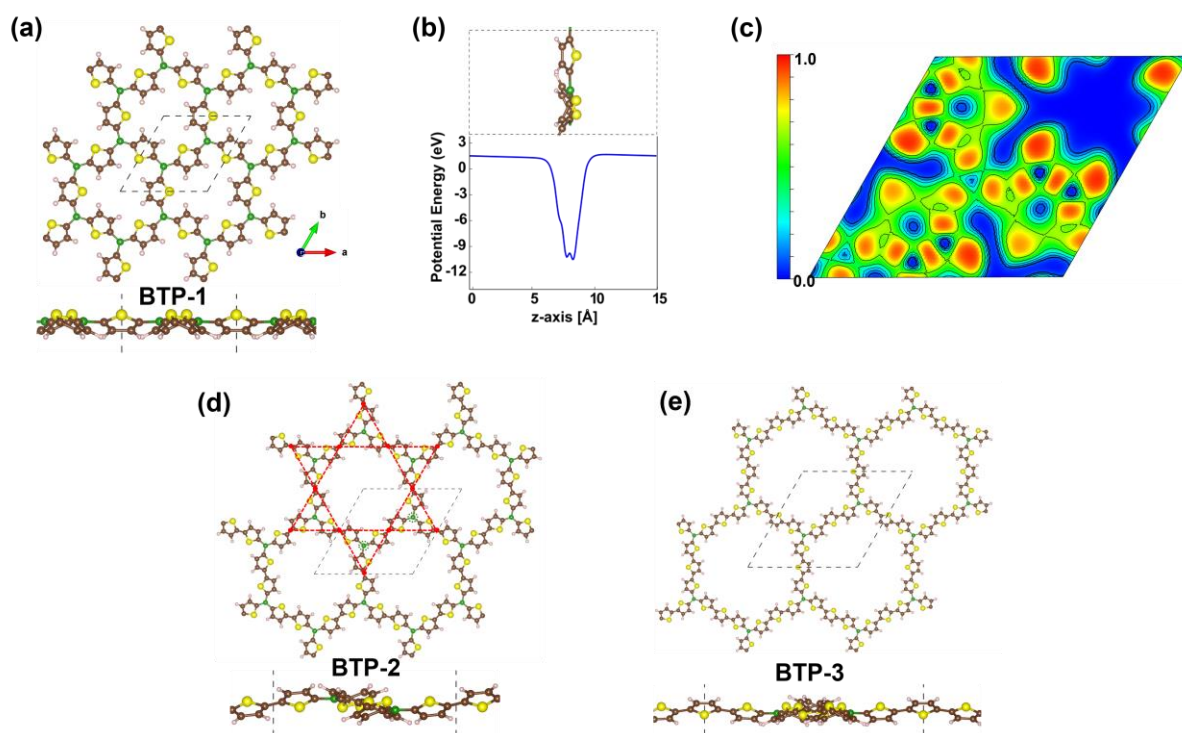 (a)
b
a
BTP-1
(b)
Potential Energy (eV)
3
0
-3
-6
-9
-12
0
5
10
15
z-axis [Å]
(c)
1.0
0.0
(d)
BTP-2
(e)
BTP-3